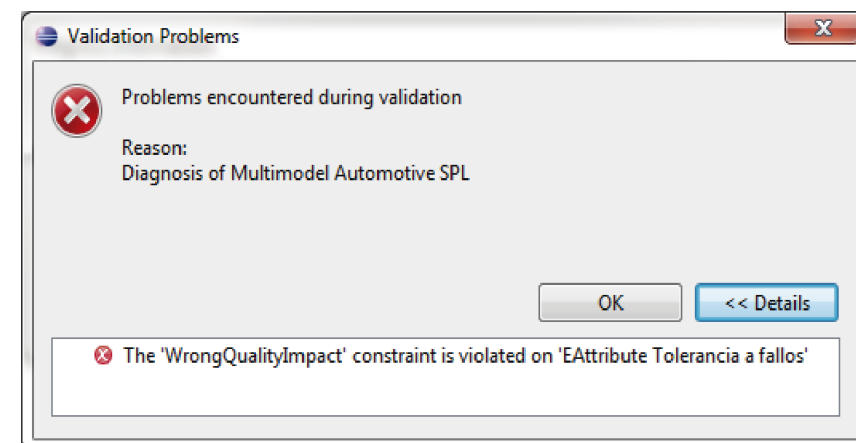 Validation Problems
Problems encountered during validation
Reason:
Diagnosis of Multimodel Automotive SPL
OK
<< Details
The 'WrongQualityImpact' constraint is violated on 'EAttribute Tolerancia a fallos'